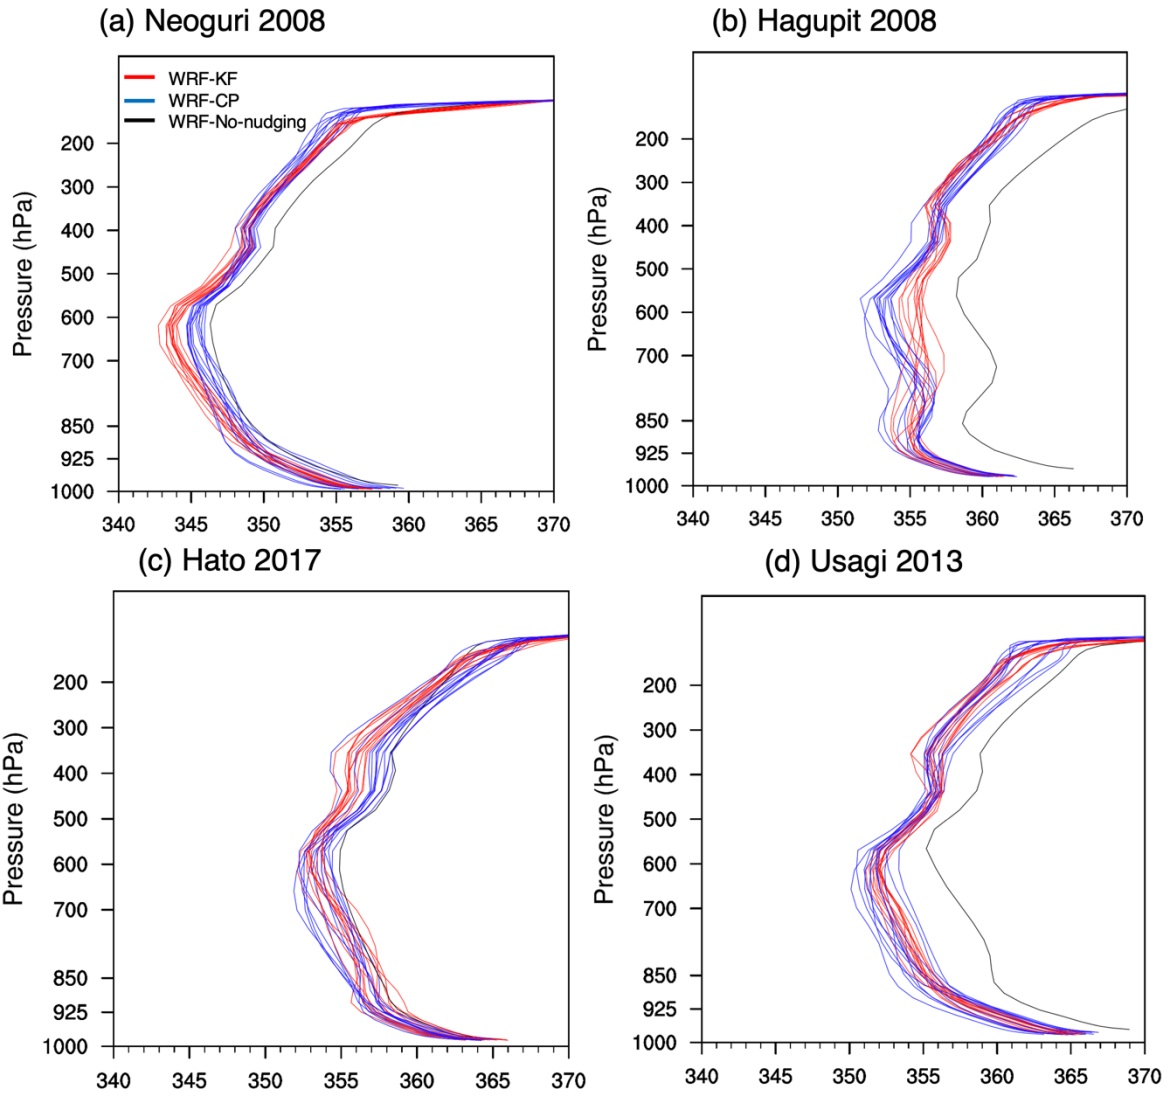 (a) Neoguri 2008
WRF-KF
WRF-CP
WRF-No-nudging
Pressure (hPa)
200
300
400
500
600
700
850
925
1000
340 345 350 355 360 365 370
(b) Hagupit 2008
Pressure (hPa)
200
300
400
500
600
700
850
925
1000
340 345 350 355 360 365 370
(c) Hato 2017
Pressure (hPa)
200
300
400
500
600
700
850
925
1000
340 345 350 355 360 365 370
(d) Usagi 2013
Pressure (hPa)
200
300
400
500
600
700
850
925
1000
340 345 350 355 360 365 370